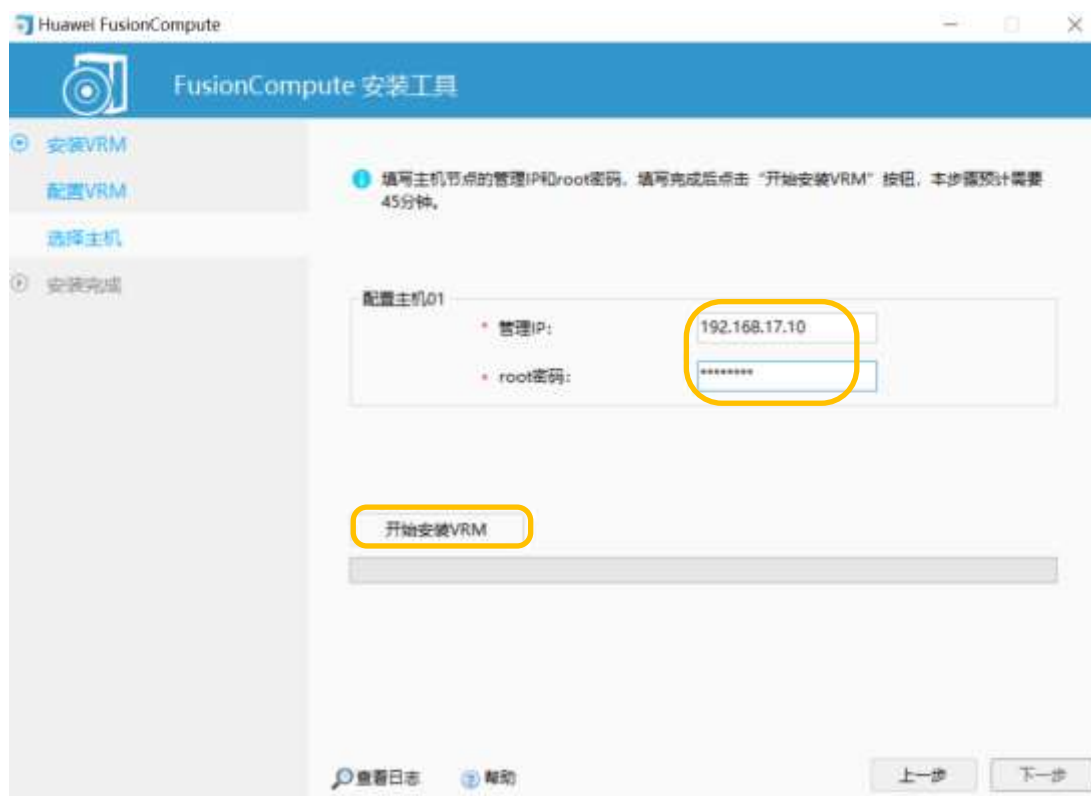 Huawei FusionCompute
FusionCompute 安装工具
安装VRM
配置VRM
选择主机
安装完成
填写主机节点的管理IP和root密码，填写完成后点击“开始安装VRM”按钮，本步骤预计需要
45分钟。
配置主机01
* 管理IP: 192.168.17.10
* root密码: ********
开始安装VRM
查看日志 帮助 上一步 下一步